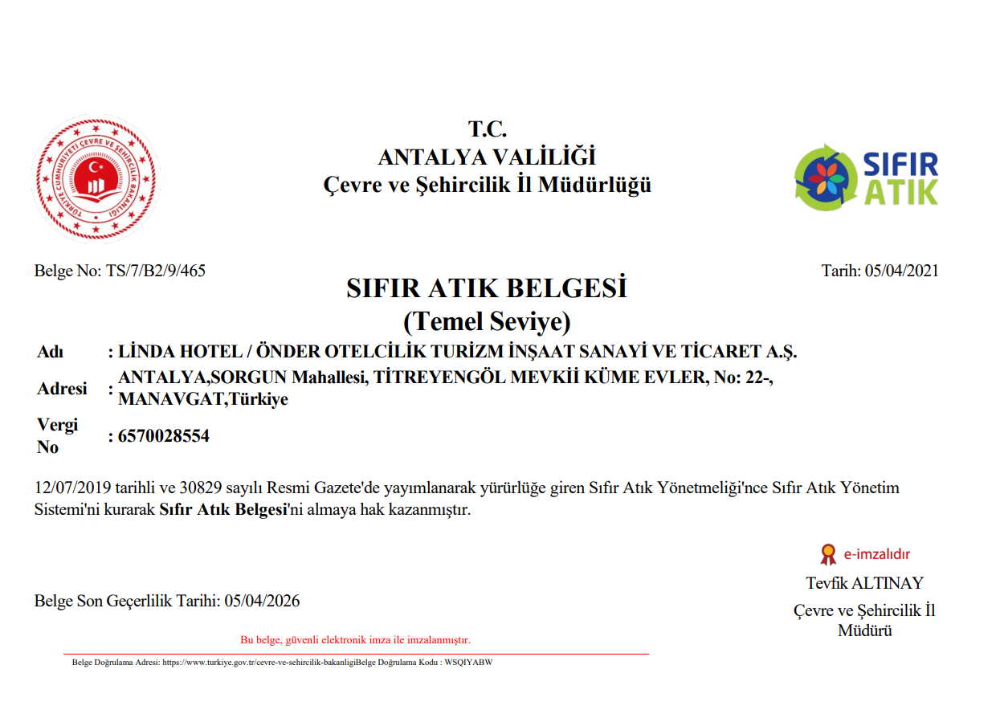 T.C.
ANTALYA VALİLİĞİ
Çevre ve Şehircilik İl Müdürlüğü
TÜRKİYE CUMHURİYETİ ÇEVRE VE ŞEHİRCİLİK BAKANLIĞI
SIFIR
ATIK
Belge No: TS/7/B2/9/465
Tarih: 05/04/2021
SIFIR ATIK BELGESİ
(Temel Seviye)
Adı : LİNDA HOTEL / ÖNDER OTELCİLİK TURİZM İNŞAAT SANAYİ VE TİCARET A.Ş.
Adresi : ANTALYA,SORGUN Mahallesi, TİTREYENGÖL MEVKİİ KÜME EVLER, No: 22-,
MANAVGAT,Türkiye
Vergi
No : 6570028554
12/07/2019 tarihli ve 30829 sayılı Resmi Gazete'de yayımlanarak yürürlüğe giren Sıfır Atık Yönetmeliği'nce Sıfır Atık Yönetim
Sistemi'ni kurarak Sıfır Atık Belgesi'ni almaya hak kazanmıştır.
e-imzalıdır
Tevfik ALTINAY
Çevre ve Şehircilik İl
Müdürü
Belge Son Geçerlilik Tarihi: 05/04/2026
Bu belge, güvenli elektronik imza ile imzalanmıştır.
Belge Doğrulama Adresi: https://www.turkiye.gov.tr/cevre-ve-sehircilik-bakanligiBelge Doğrulama Kodu : WSQIYABW